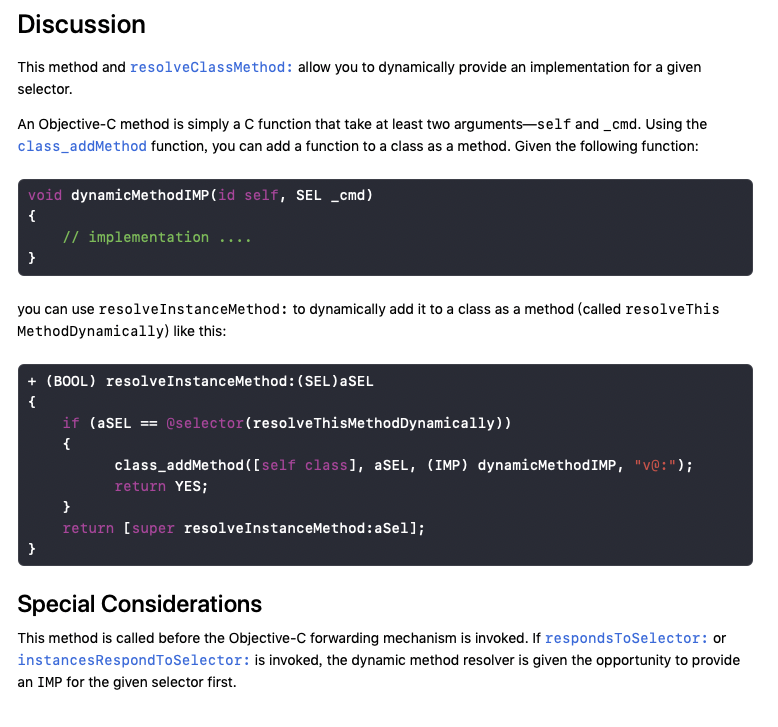 Discussion
This method and resolveClassMethod: allow you to dynamically provide an implementation for a given
selector.
An Objective-C method is simply a C function that take at least two arguments—self and _cmd. Using the
class_addMethod function, you can add a function to a class as a method. Given the following function:
void dynamicMethodIMP(id self, SEL _cmd)
{
    // implementation ....
}
you can use resolveInstanceMethod: to dynamically add it to a class as a method (called resolveThis
MethodDynamically) like this:
+ (BOOL) resolveInstanceMethod:(SEL)aSEL
{
    if (aSEL == @selector(resolveThisMethodDynamically))
    {
          class_addMethod([self class], aSEL, (IMP) dynamicMethodIMP, "v@:");
          return YES;
    }
    return [super resolveInstanceMethod:aSel];
}
Special Considerations
This method is called before the Objective-C forwarding mechanism is invoked. If respondsToSelector: or
instancesRespondToSelector: is invoked, the dynamic method resolver is given the opportunity to provide
an IMP for the given selector first.